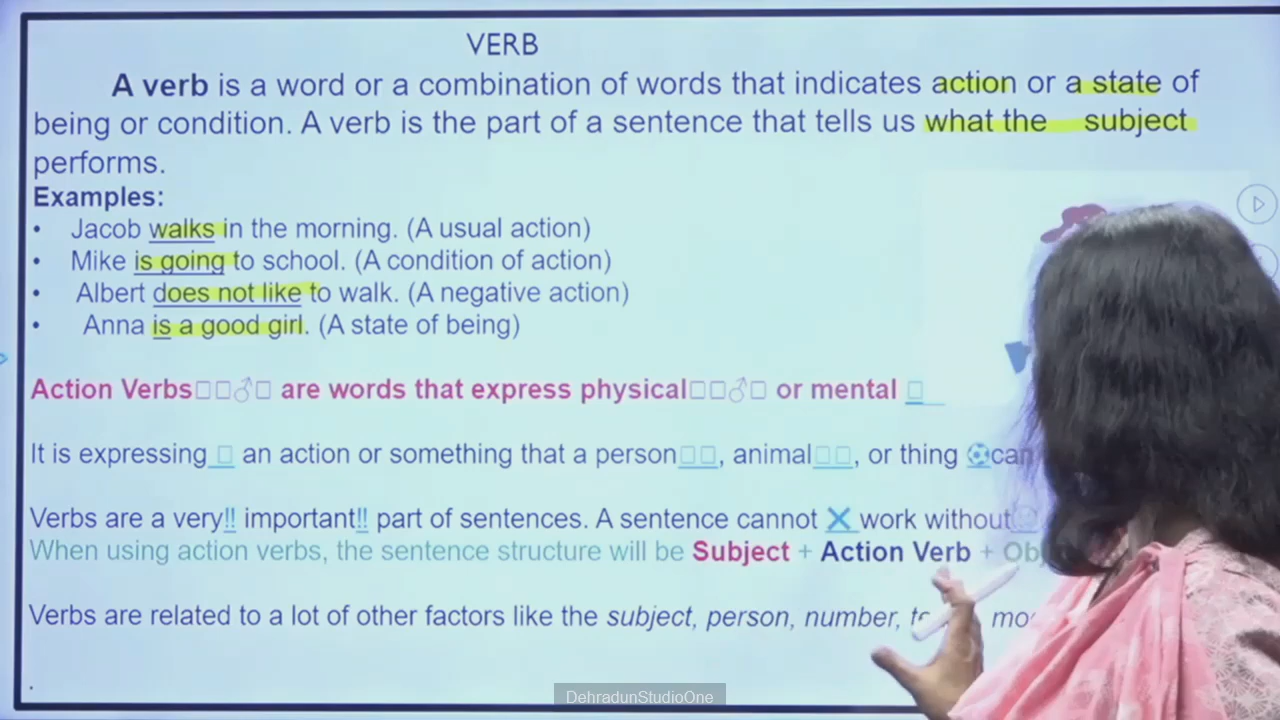 VERB
A verb is a word or a combination of words that indicates action or a state of
being or condition. A verb is the part of a sentence that tells us what the subject
performs.
Examples:
• Jacob walks in the morning. (A usual action)
• Mike is going to school. (A condition of action)
• Albert does not like to walk. (A negative action)
• Anna is a good girl. (A state of being)
Action Verbs are words that express physical or mental
It is expressing an action or something that a person, animal, or thing can
Verbs are a very!! important!! part of sentences. A sentence cannot work without
When using action verbs, the sentence structure will be Subject + Action Verb +
Verbs are related to a lot of other factors like the subject, person, number,
DehradunStudioOne